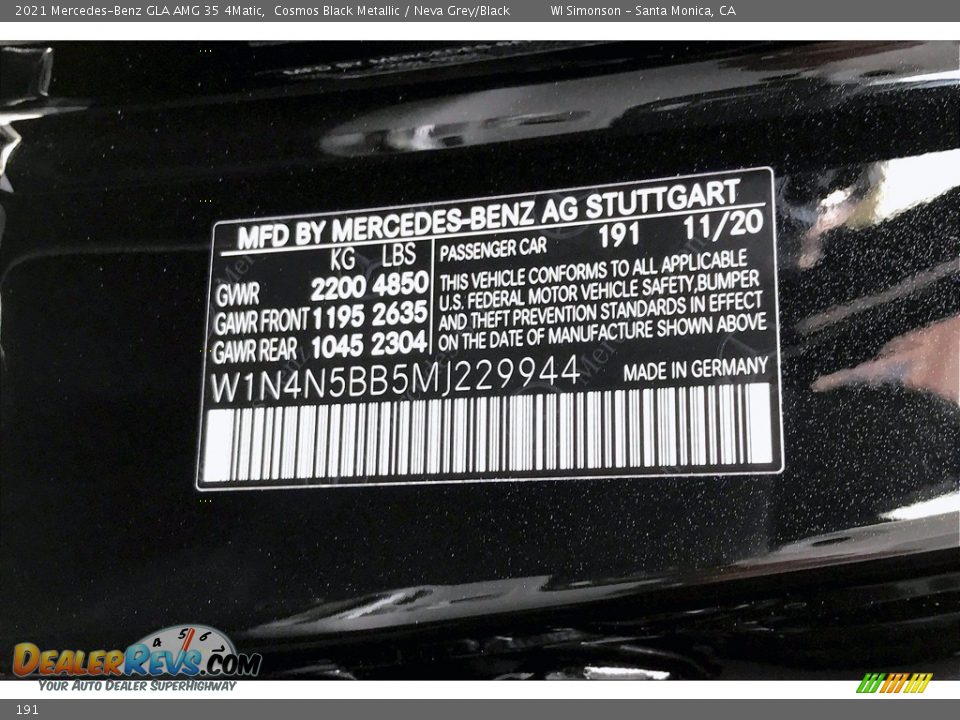 2021 Mercedes-Benz GLA AMG 35 4Matic, Cosmos Black Metallic / Neva Grey/Black WI Simonson - Santa Monica, CA
MFD BY MERCEDES-BENZ AG STUTTGART
KG LBS PASSENGER CAR 191 11/20
GVWR 2200 4850
GAWR FRONT 1195 2635
GAWR REAR 1045 2304
THIS VEHICLE CONFORMS TO ALL APPLICABLE
U.S. FEDERAL MOTOR VEHICLE SAFETY,BUMPER
AND THEFT PREVENTION STANDARDS IN EFFECT
ON THE DATE OF MANUFACTURE SHOWN ABOVE
W1N4N5BB5MJ229944 MADE IN GERMANY
4 5 6
DEALERREVS.COM
YOUR AUTO DEALER SUPERHIGHWAY
191